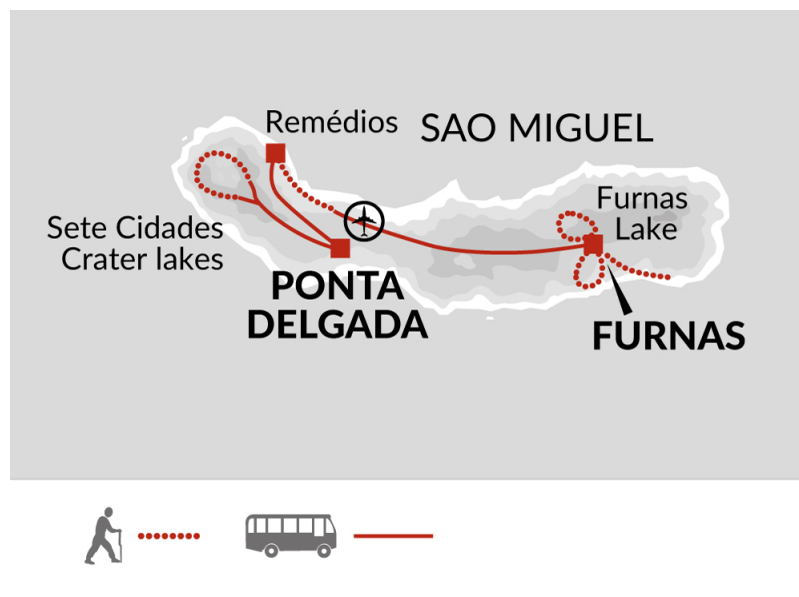 Remédios
SAO MIGUEL
Furnas
Lake
Sete Cidades
Crater lakes
PONTA
DELGADA
FURNAS